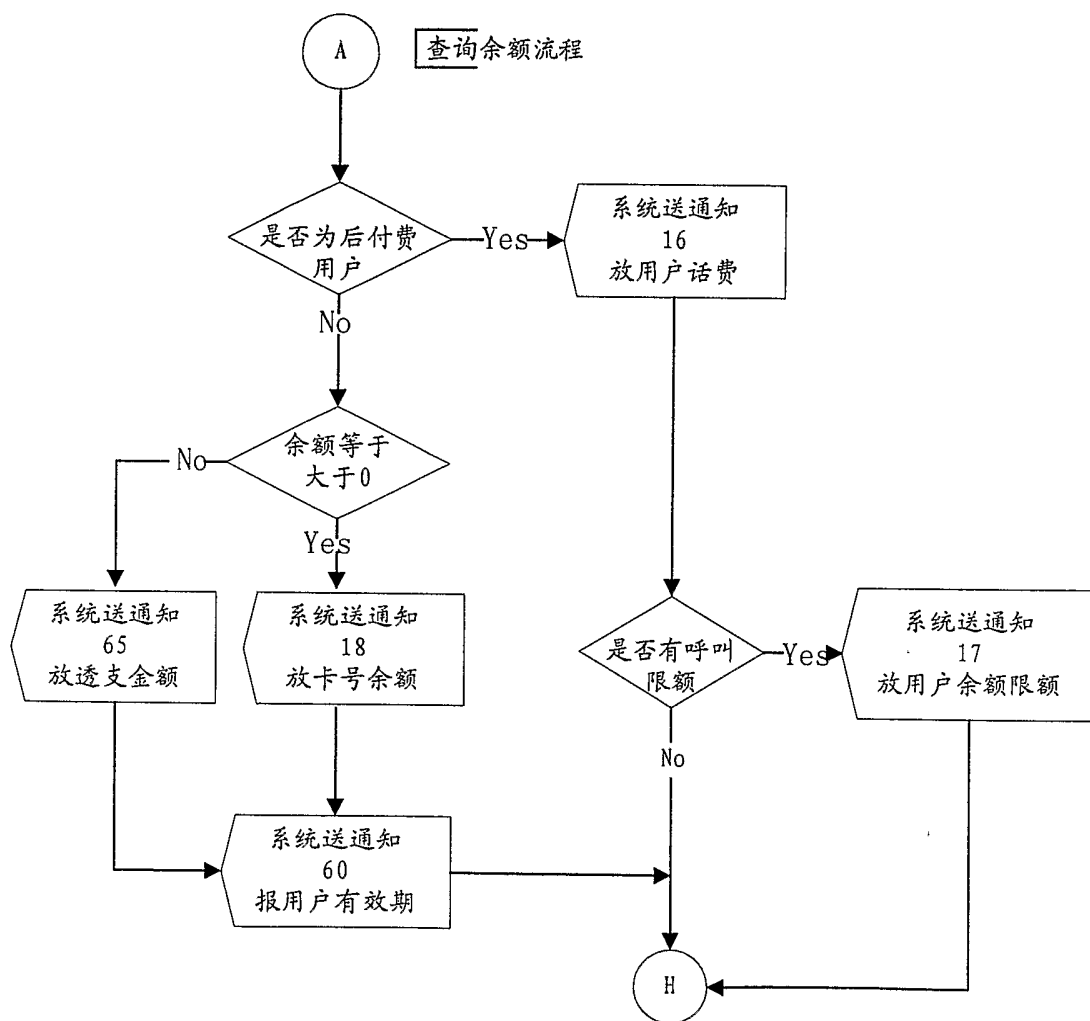 A
查询余额流程
是否为后付费
用户
Yes
系统送通知
16
放用户话费
No
余额等于
大于0
No
Yes
系统送通知
65
放透支金额
系统送通知
18
放卡号余额
是否有呼叫
限额
Yes
系统送通知
17
放用户余额限额
No
系统送通知
60
报用户有效期
H